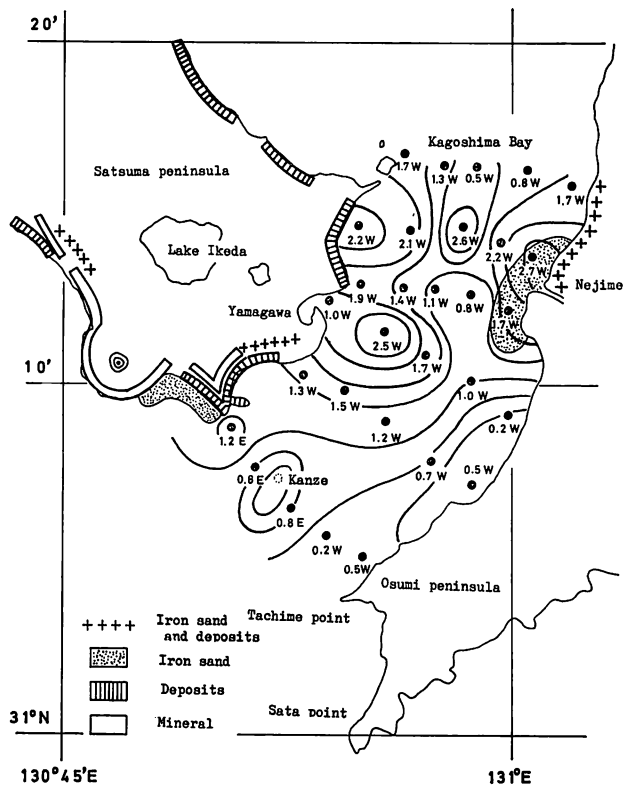 20'
Kagoshima Bay
1.7 W
1.3 W
0.5 W
0.8 W
1.7 W
Satsuma peninsula
2.2 W
2.1 W
2.6 W
2.2 W
2.7 W
Lake Ikeda
Nejime
1.9 W
1.4 W
1.1 W
0.8 W
Yamagawa
1.0 W
1.7 W
2.5 W
10'
1.7 W
1.3 W
1.5 W
1.0 W
1.2 W
0.2 W
1.2 E
0.7 W
0.5 W
0.8 E
Kanze
0.8 E
0.2 W
0.5 W
Osumi peninsula
Tachime point
Iron sand
and deposits
Iron sand
Deposits
Mineral
Sata point
31°N
130°45'E
131°E